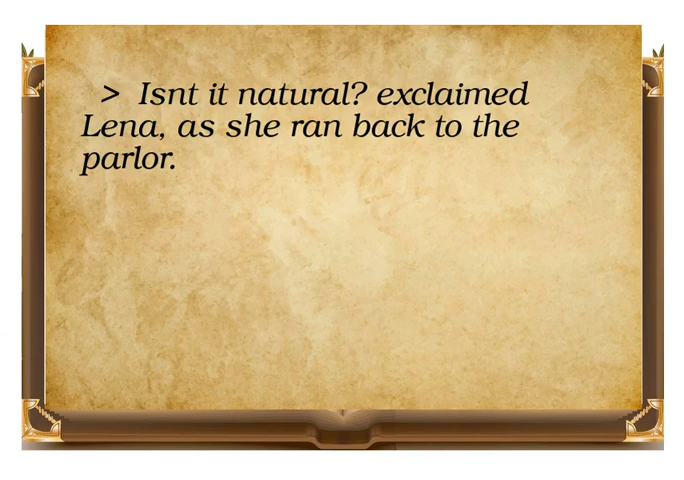 > Isnt it natural? exclaimed
Lena, as she ran back to the
parlor.